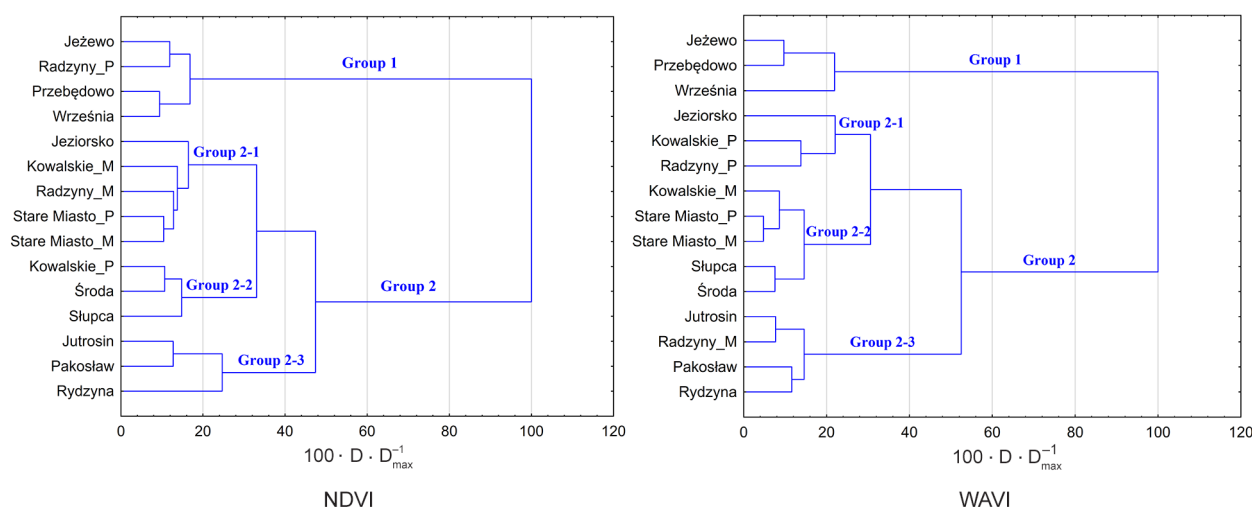 Jeżewo
Radzyny_P
Przebędowo
Września
Jeziorsko
Kowalskie_M
Radzyny_M
Stare Miasto_P
Stare Miasto_M
Kowalskie_P
Środa
Słupca
Jutrosin
Pakosław
Rydzyna
Group 1
Group 2-1
Group 2-2
Group 2
Group 2-3
0 20 40 60 80 100 120
100 · D · D⁻¹max
NDVI
Jeżewo
Przebędowo
Września
Jeziorsko
Kowalskie_P
Radzyny_P
Kowalskie_M
Stare Miasto_P
Stare Miasto_M
Słupca
Środa
Jutrosin
Radzyny_M
Pakosław
Rydzyna
Group 1
Group 2-1
Group 2-2
Group 2
Group 2-3
0 20 40 60 80 100 120
100 · D · D⁻¹max
WAVI